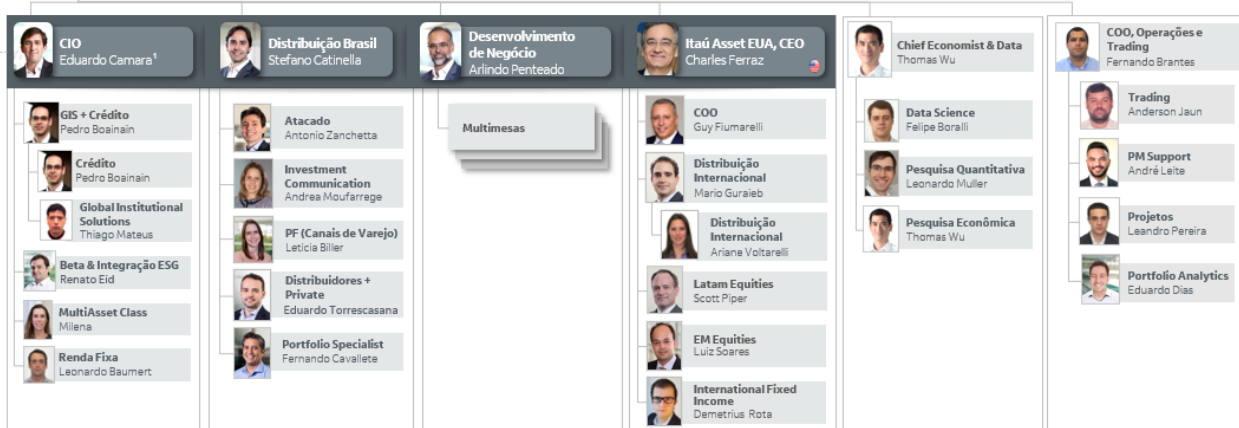 CIO
Eduardo Camara¹
GIS + Crédito
Pedro Boainain
Crédito
Pedro Boainain
Global Institutional
Solutions
Thiago Mateus
Beta & Integração ESG
Renato Eid
MultiAsset Class
Milena
Renda Fixa
Leonardo Baumert
Distribuição Brasil
Stefano Catinella
Atacado
Antonio Zanchetta
Investment
Communication
Andrea Moufarrege
PF (Canais de Varejo)
Leticia Biller
Distribuidores +
Private
Eduardo Torrescasana
Portfolio Specialist
Fernando Cavallete
Desenvolvimento
de Negócio
Arlindo Penteado
Multimesas
Itaú Asset EUA, CEO
Charles Ferraz
COO
Guy Fiumarelli
Distribuição
Internacional
Mario Guraieb
Distribuição
Internacional
Ariane Voltarelli
Latam Equities
Scott Piper
EM Equities
Luiz Soares
International Fixed
Income
Demetrius Rota
Chief Economist & Data
Thomas Wu
Data Science
Felipe Boralli
Pesquisa Quantitativa
Leonardo Muller
Pesquisa Econômica
Thomas Wu
COO, Operações e
Trading
Fernando Brantes
Trading
Anderson Jaun
PM Support
André Leite
Projetos
Leandro Pereira
Portfolio Analytics
Eduardo Dias